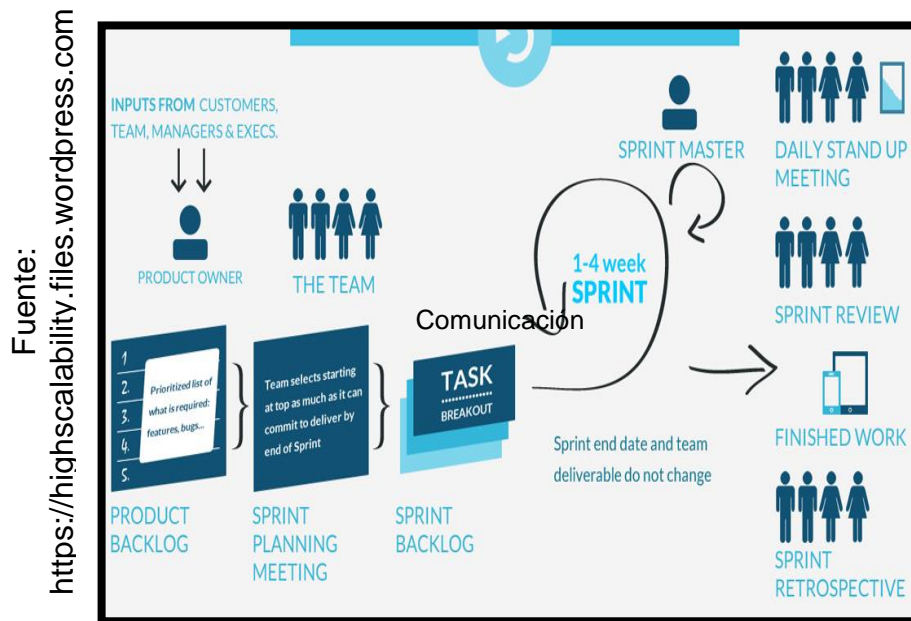 Fuente:
https://highscalability.files.wordpress.com
INPUTS FROM CUSTOMERS,
TEAM, MANAGERS & EXECS.
PRODUCT OWNER
THE TEAM
1
2.
3.
4.
5.
Prioritized list of
what is required:
features, bugs...
PRODUCT
BACKLOG
Team selects starting
at top as much as it can
commit to deliver by
end of Sprint
SPRINT
PLANNING
MEETING
TASK
BREAKOUT
SPRINT
BACKLOG
Comunicación
1-4 week
SPRINT
SPRINT MASTER
Sprint end date and team
deliverable do not change
DAILY STAND UP
MEETING
SPRINT REVIEW
FINISHED WORK
SPRINT
RETROSPECTIVE